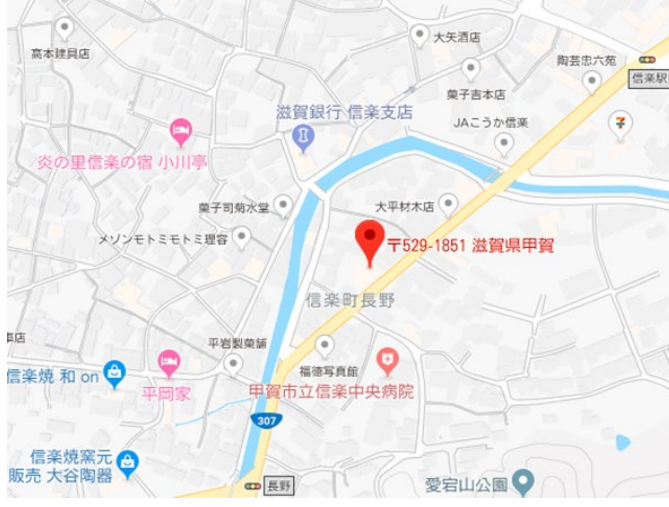 大矢酒店
高本建具店
陶芸忠六苑
信楽駅
菓子吉本店
滋賀銀行 信楽支店
JAこうか信楽
炎の里信楽の宿 小川亭
菓子司菊水堂
大平材木店
メゾンモトミモトミ理容
〒529-1851 滋賀県甲賀
信楽町長野
車店
平岩製菓舗
福徳写真館
信楽焼 和 on
平岡家
甲賀市立信楽中央病院
307
信楽焼窯元
販売 大谷陶器
長野
愛宕山公園